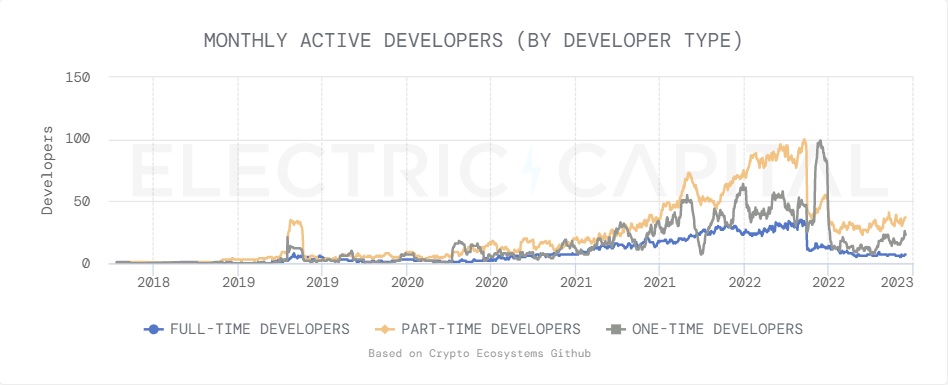 MONTHLY ACTIVE DEVELOPERS (BY DEVELOPER TYPE)
150
100
50
0
Developers
ELECTRIC CAPITAL
2018 2019 2019 2020 2020 2021 2021 2022 2022 2023
FULL-TIME DEVELOPERS PART-TIME DEVELOPERS ONE-TIME DEVELOPERS
Based on Crypto Ecosystems Github